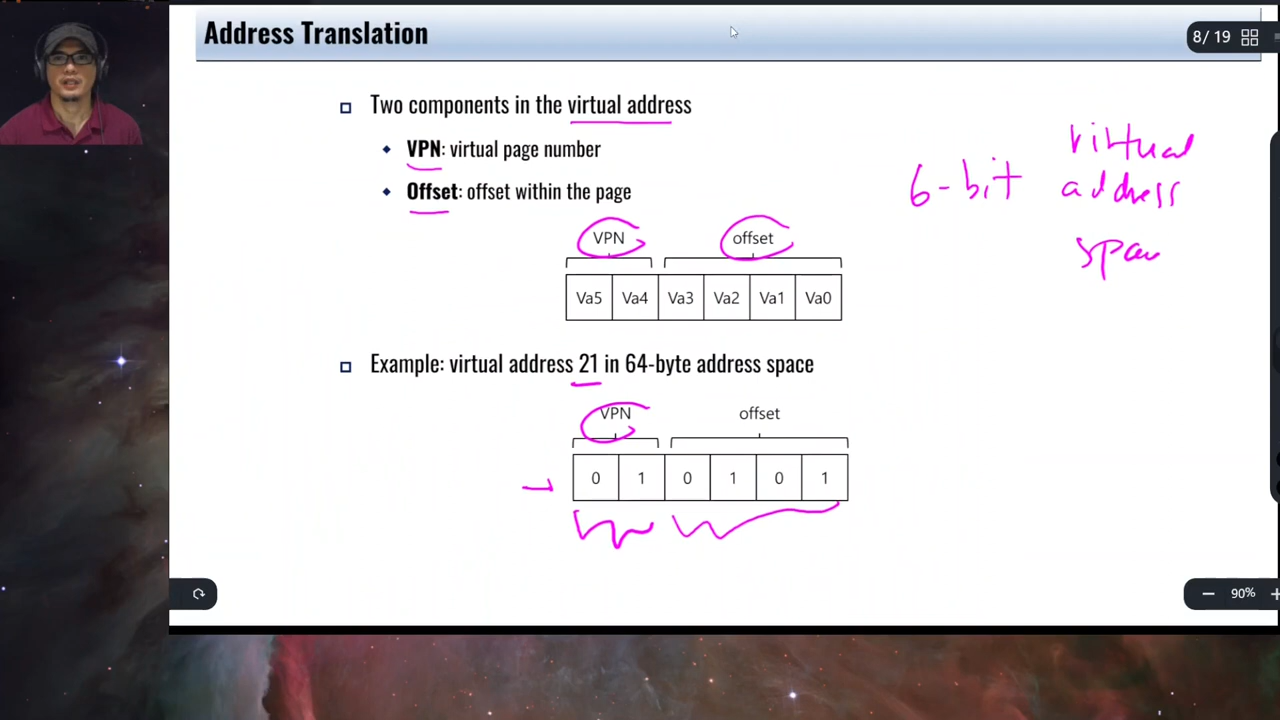 Address Translation
8/ 19
Two components in the virtual address
VPN: virtual page number
Offset: offset within the page
6-bit virtual address
VPN offset
Va5 Va4 Va3 Va2 Va1 Va0
Example: virtual address 21 in 64-byte address space
VPN offset
0 1 0 1 0 1
90%